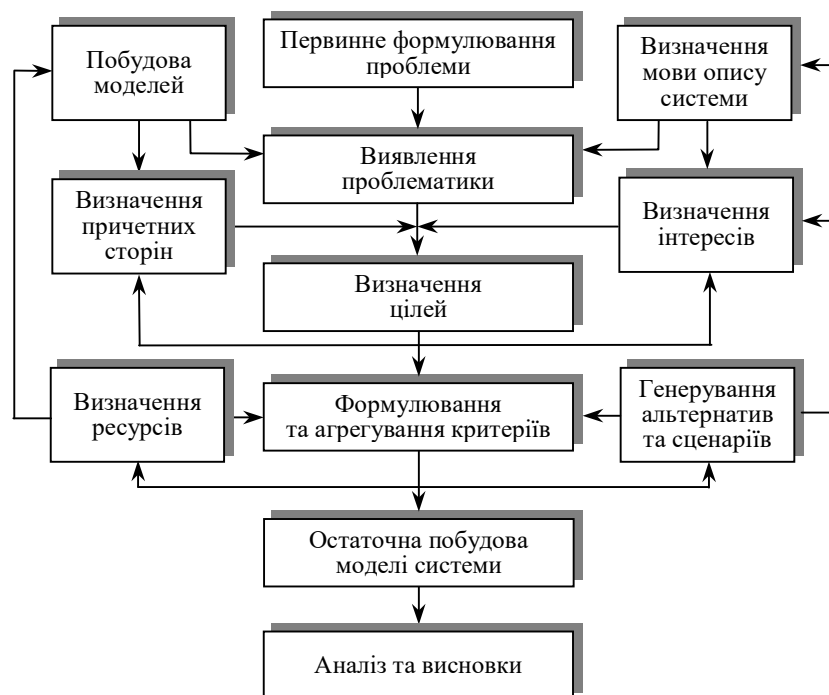 Побудова
моделей
Первинне формулювання
проблеми
Визначення
мови опису
системи
Виявлення
проблематики
Визначення
причетних
сторін
Визначення
інтересів
Визначення
цілей
Визначення
ресурсів
Формулювання
та агрегування критеріїв
Генерування
альтернатив
та сценаріїв
Остаточна побудова
моделі системи
Аналіз та висновки